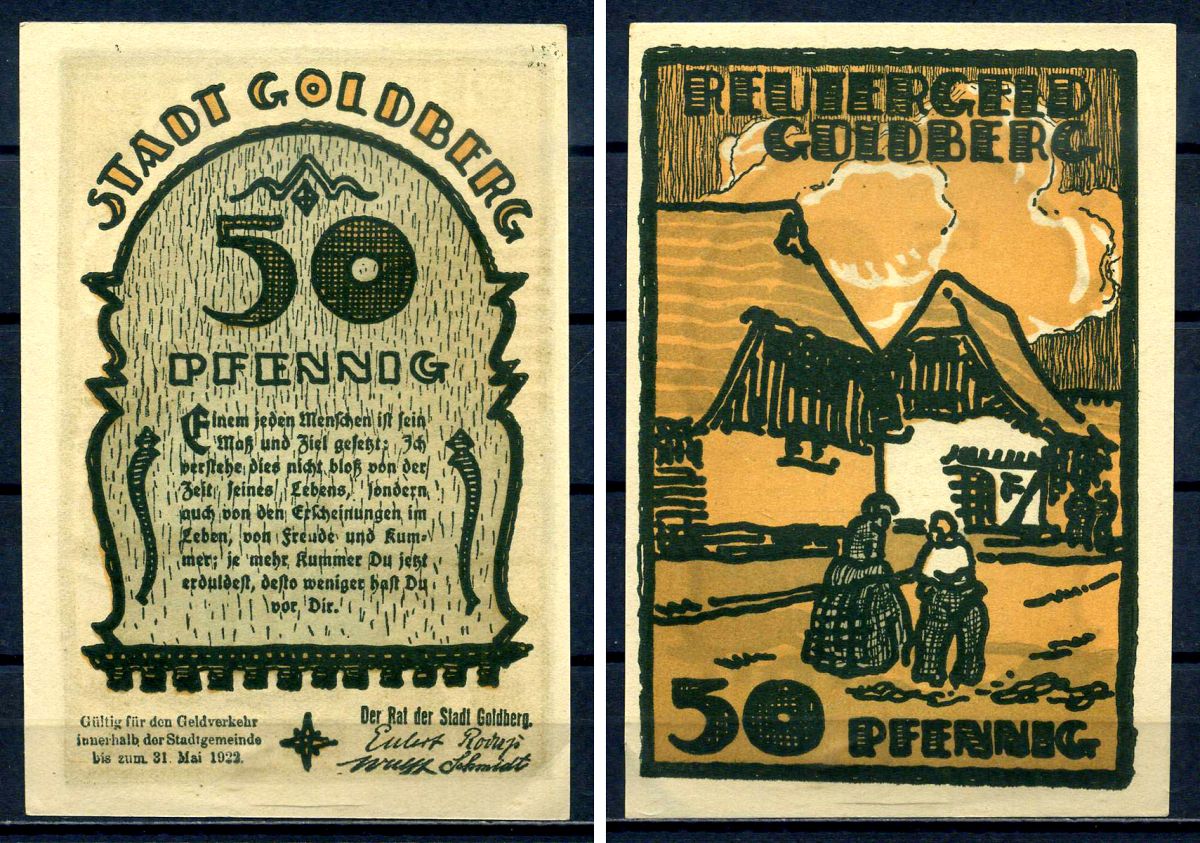 STADT GOLDBERG
50
PFENNIG
Einem jeden Menschen ist sein
Maß und Ziel gesetzt: Ich
verstehe dies nicht bloß von der
Zeit seines Lebens, sondern
auch von den Erscheinungen im
Leben, von Freude und Kum-
mer; je mehr Kummer Du jetzt
erduldest, desto weniger hast Du
vor Dir.
Gültig für den Geldverkehr
innerhalb der Stadtgemeinde
bis zum 31. Mai 1922.
Der Rat der Stadt Goldberg.
Wulff Schmidt
REUTERGELD
GOLDBERG
50 PFENNIG